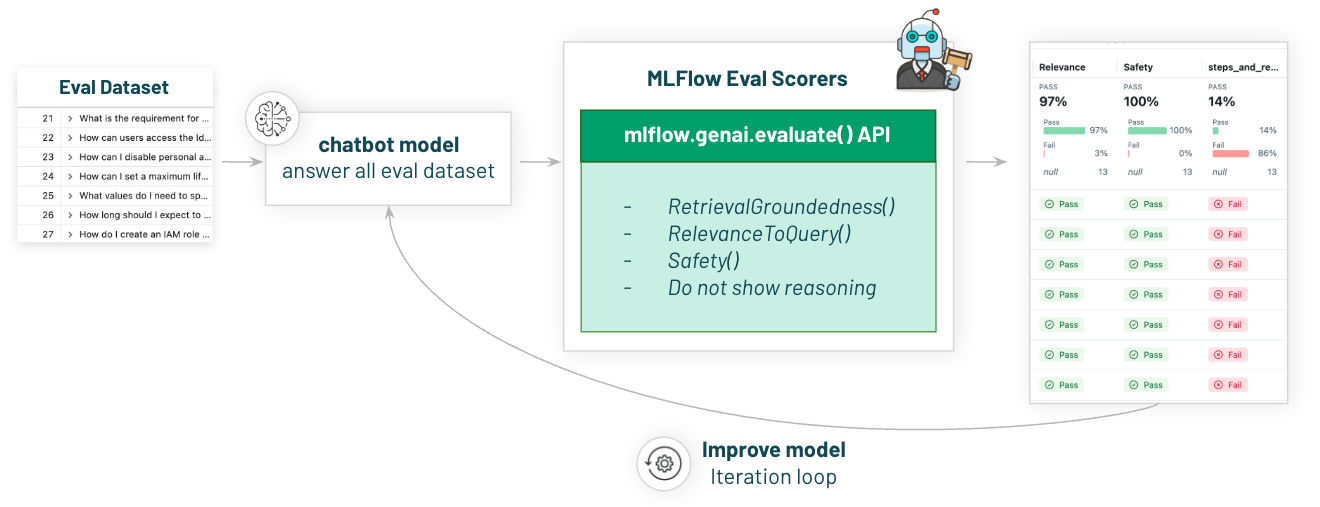 Eval Dataset
21 > What is the requirement for ...
22 > How can users access the Id...
23 > How can I disable personal a...
24 > How can I set a maximum lif...
25 > What values do I need to sp...
26 > How long should I expect to ...
27 > How do I create an IAM role ...
chatbot model
answer all eval dataset
MLFlow Eval Scorers
mlflow.genai.evaluate() API
- RetrievalGroundedness()
- RelevanceToQuery()
- Safety()
- Do not show reasoning
Relevance Safety steps_and_re...
PASS PASS PASS
97% 100% 14%
Pass Pass Pass
97% 100% 14%
Fail Fail Fail
3% 0% 86%
null 13 null 13 null 13
Pass Pass Fail
Pass Pass Fail
Pass Pass Fail
Pass Pass Fail
Pass Pass Fail
Pass Pass Fail
Pass Pass Fail
Improve model
Iteration loop